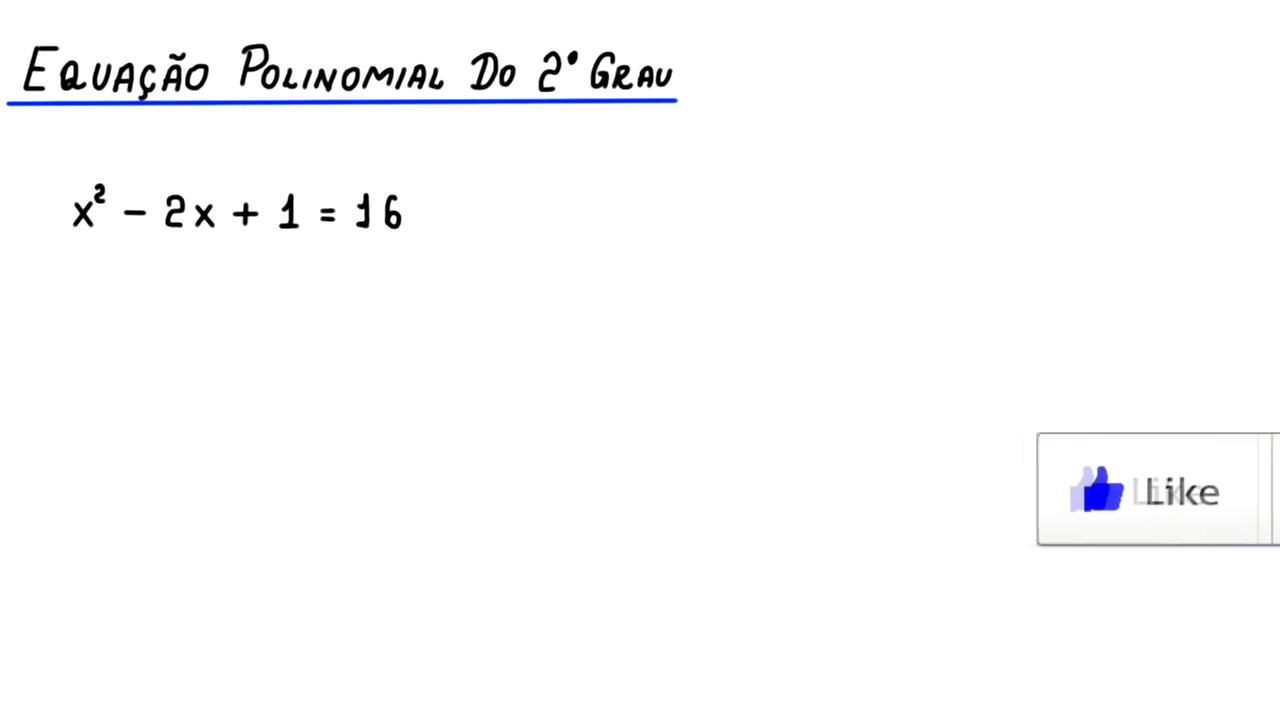 EQUAÇÃO POLINOMIAL DO 2° GRAU
x² - 2x + 1 = 16
Like